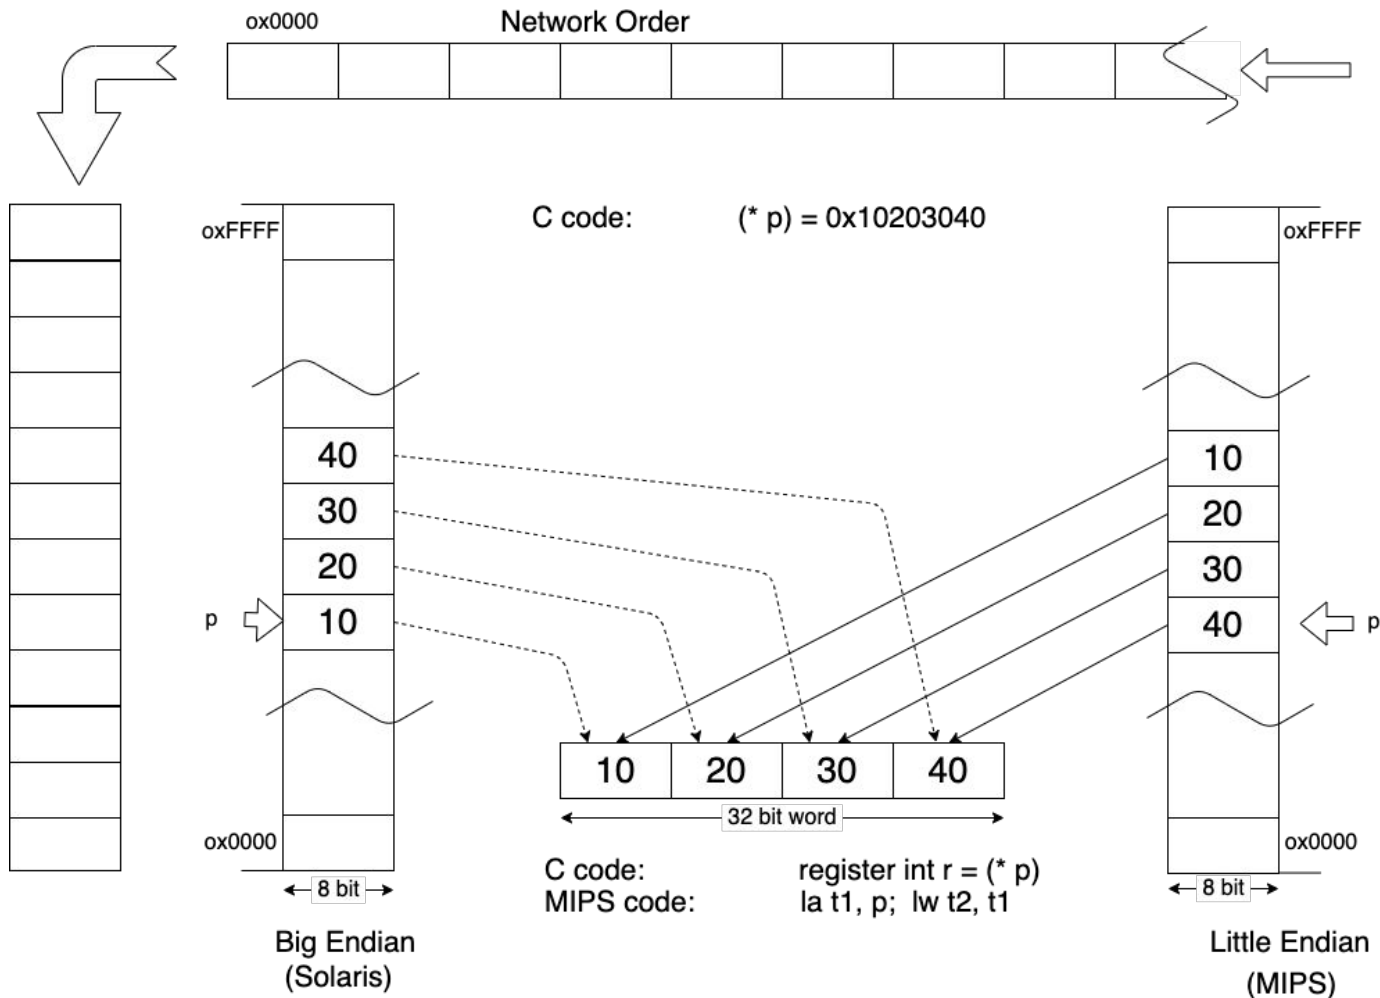 ox0000 Network Order
C code: (* p) = 0x10203040
oxFFFF
oxFFFF
40
30
20
p 10
10
20
30
40 p
10 20 30 40
32 bit word
ox0000
ox0000
C code: register int r = (* p)
MIPS code: la t1, p; lw t2, t1
8 bit
8 bit
Big Endian
(Solaris)
Little Endian
(MIPS)